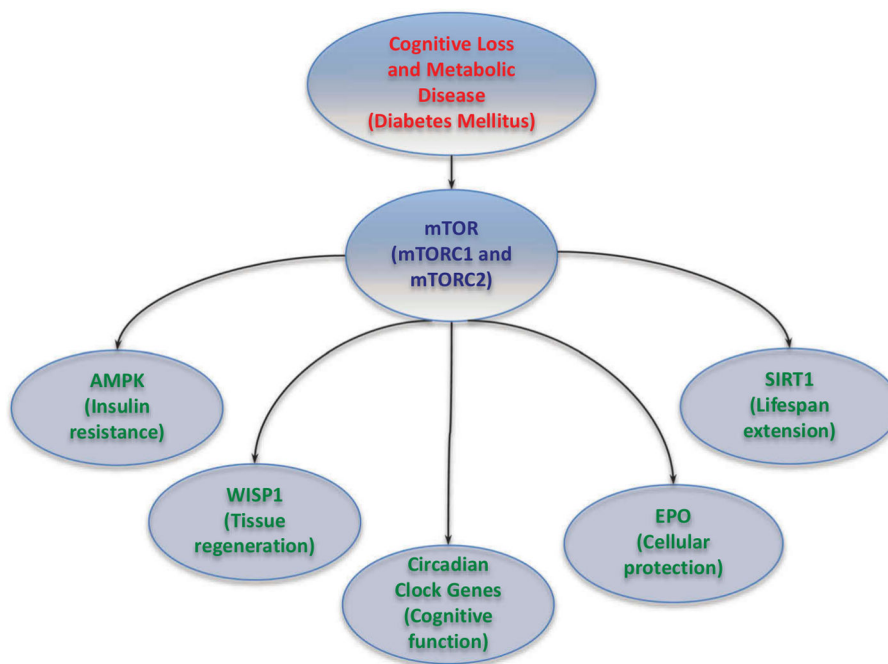 Cognitive Loss
and Metabolic
Disease
(Diabetes Mellitus)
mTOR
(mTORC1 and
mTORC2)
AMPK
(Insulin
resistance)
WISP1
(Tissue
regeneration)
Circadian
Clock Genes
(Cognitive
function)
EPO
(Cellular
protection)
SIRT1
(Lifespan
extension)